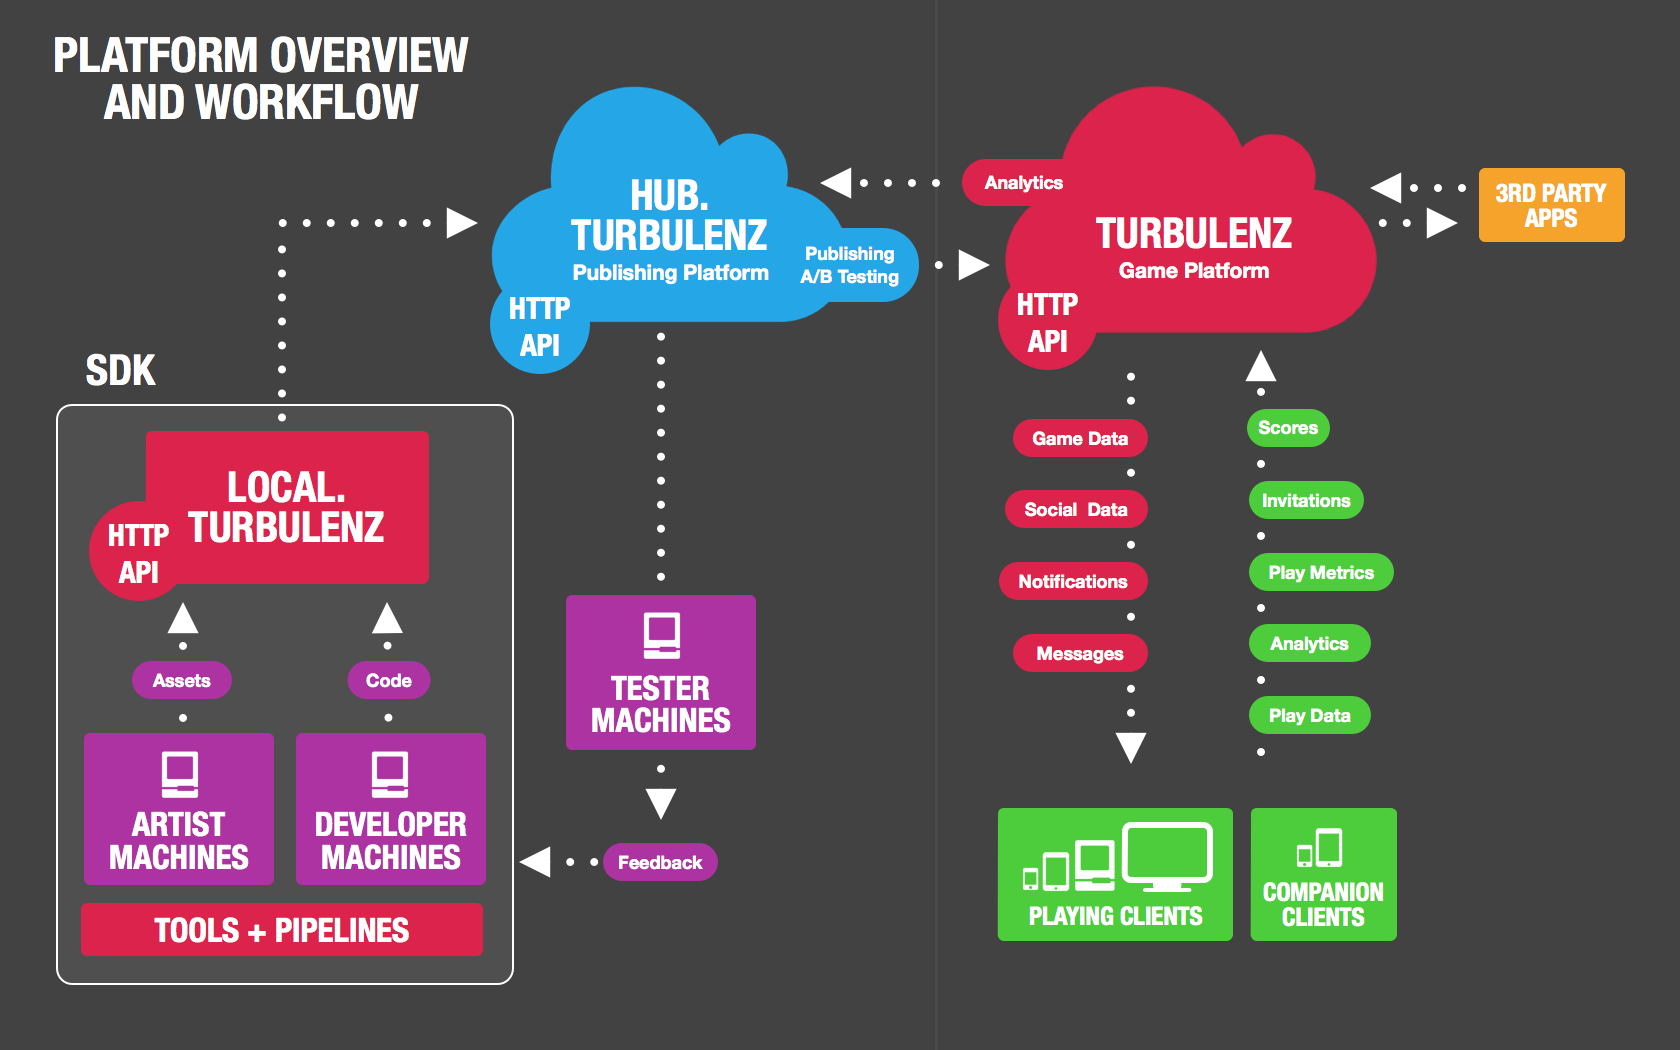 PLATFORM OVERVIEW
AND WORKFLOW
HUB.
TURBULENZ
Publishing Platform
HTTP
API
Publishing
A/B Testing
Analytics
TURBULENZ
Game Platform
HTTP
API
3RD PARTY
APPS
SDK
LOCAL.
TURBULENZ
HTTP
API
Assets
Code
ARTIST
MACHINES
DEVELOPER
MACHINES
TOOLS + PIPELINES
TESTER
MACHINES
Feedback
Game Data
Social Data
Notifications
Messages
Scores
Invitations
Play Metrics
Analytics
Play Data
PLAYING CLIENTS
COMPANION
CLIENTS